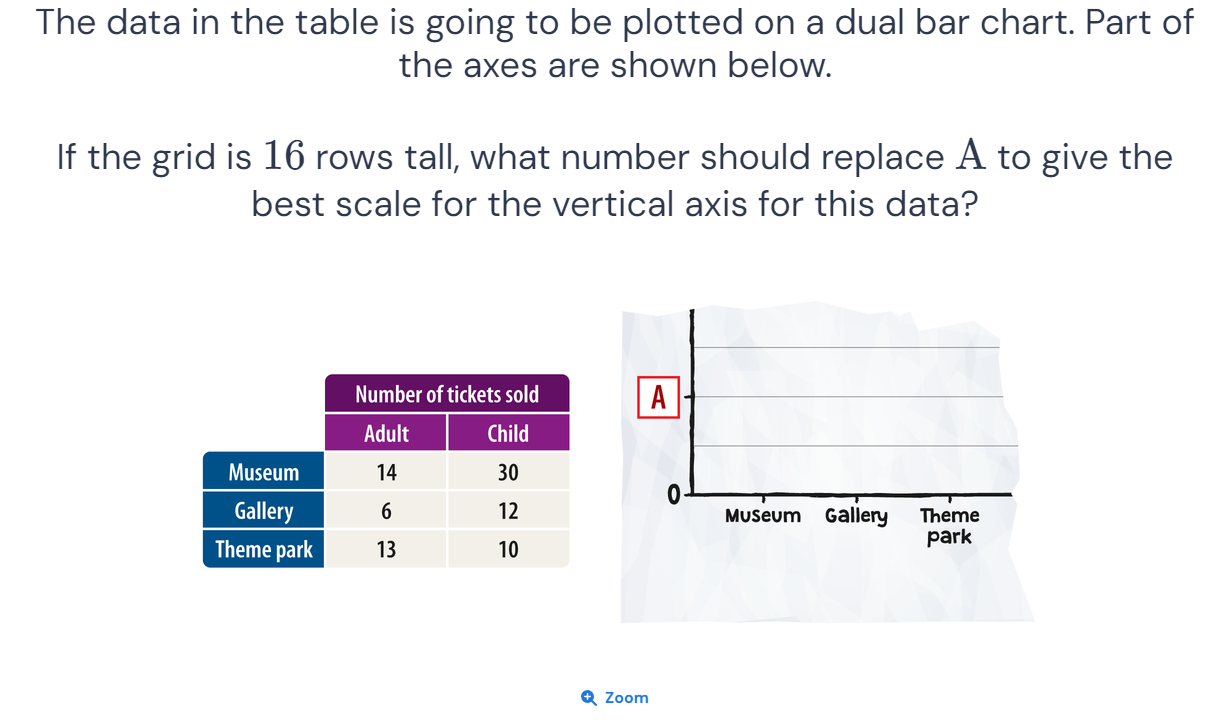 The data in the table is going to be plotted on a dual bar chart. Part of
the axes are shown below.
If the grid is 16 rows tall, what number should replace A to give the
best scale for the vertical axis for this data?
Number of tickets sold
Adult Child
Museum 14 30
Gallery 6 12
Theme park 13 10
A
0
Museum Gallery Theme
park
Zoom